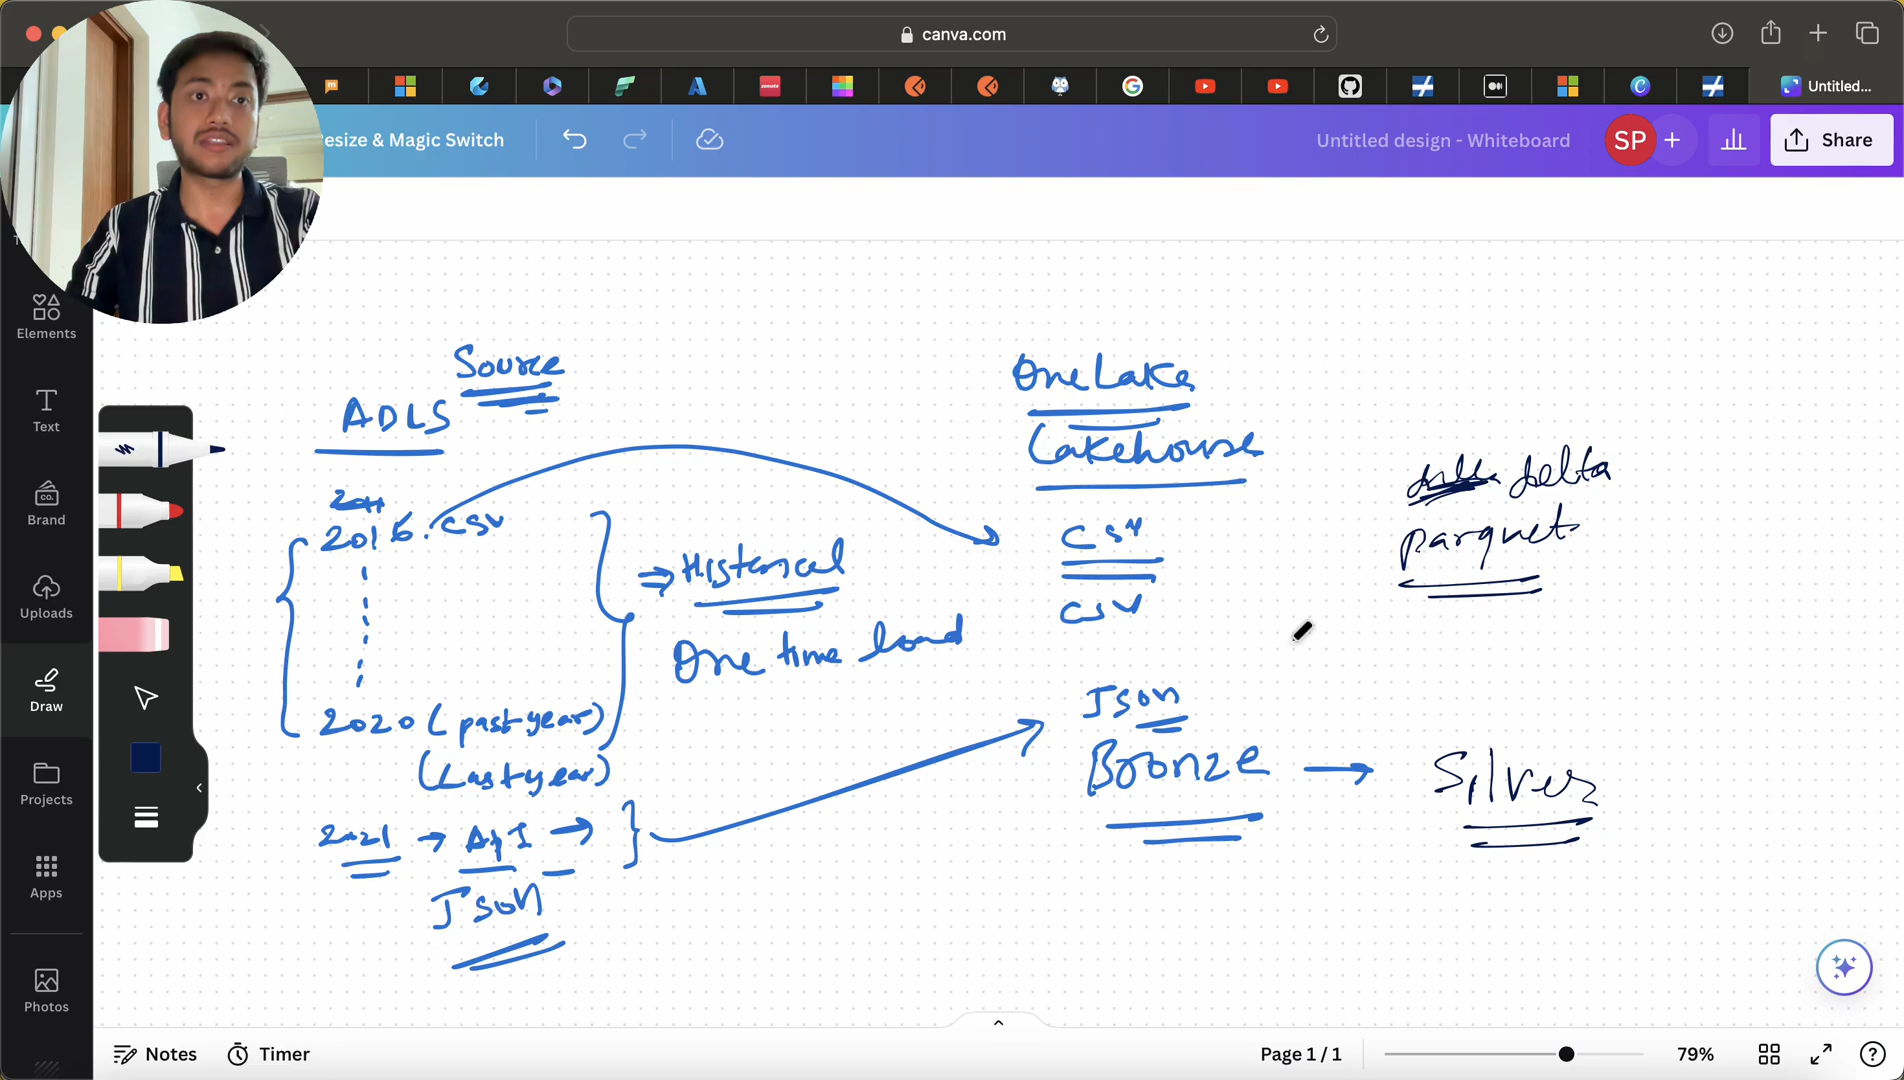 canva.com
Untitled...
esize & Magic Switch
Untitled design - Whiteboard
SP
Share
Elements
Text
Brand
Uploads
Draw
Projects
Apps
Photos
Source
ADLS
2016.csv
2020 (past year)
(Last year)
2021 → API →
Json
⇒ Historical
One time load
OneLake
Lakehouse
CSV
CSV
Json
Bronze →
delta
parquet
Silver
Notes
Timer
Page 1 / 1
79%